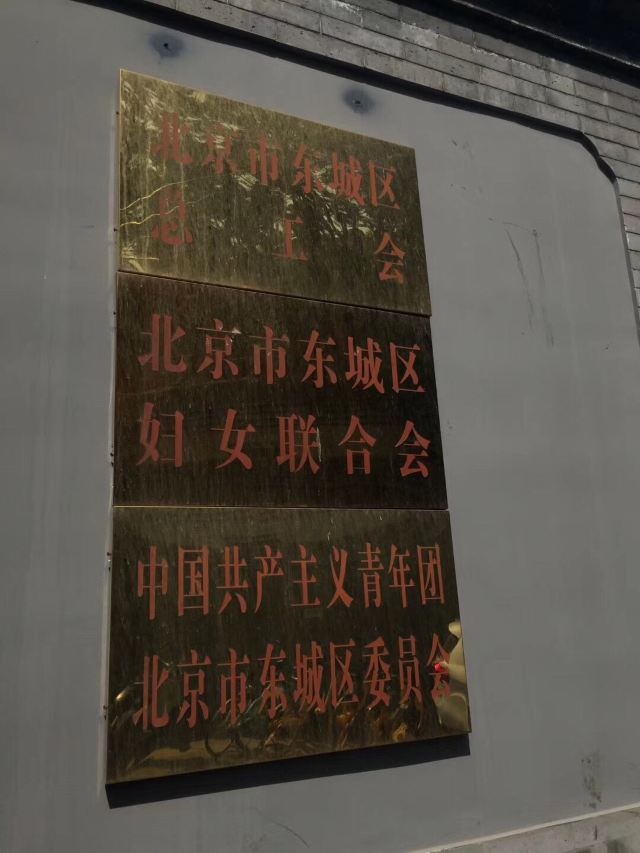 北京市东城区
总工会
北京市东城区
妇女联合会
中国共产主义青年团
北京市东城区委员会